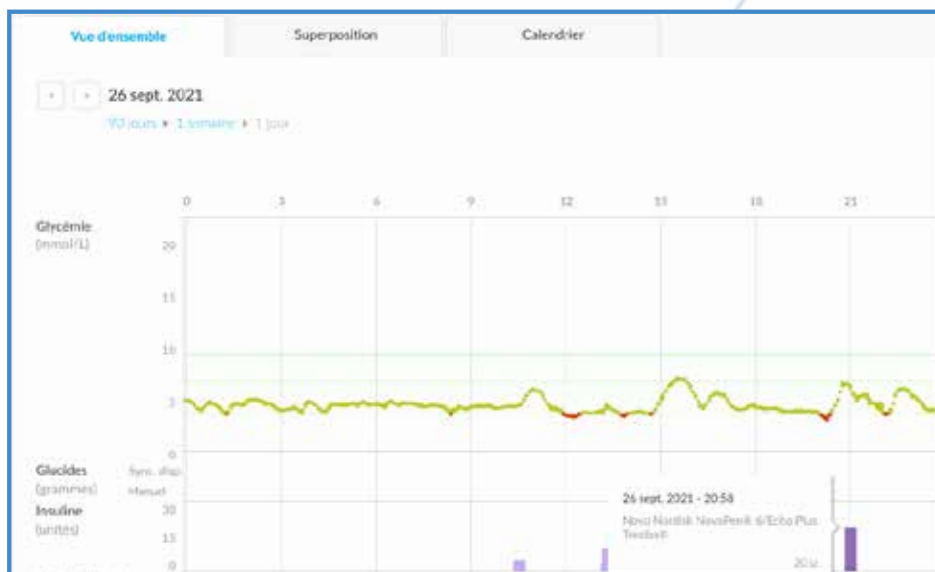 Vue d'ensemble Superposition Calendrier
26 sept. 2021
90 jours 1 semaine 1 jour
0 3 6 9 12 15 18 21
Glycémie
(mmol/L)
20
15
10
5
0
Glucides
(grammes)
Manuel
Insuline
(unités)
30
15
0
26 sept. 2021 - 20:58
Novo Nordisk NovoPen® 6/Echo Plus
Tresiba®
20 u.